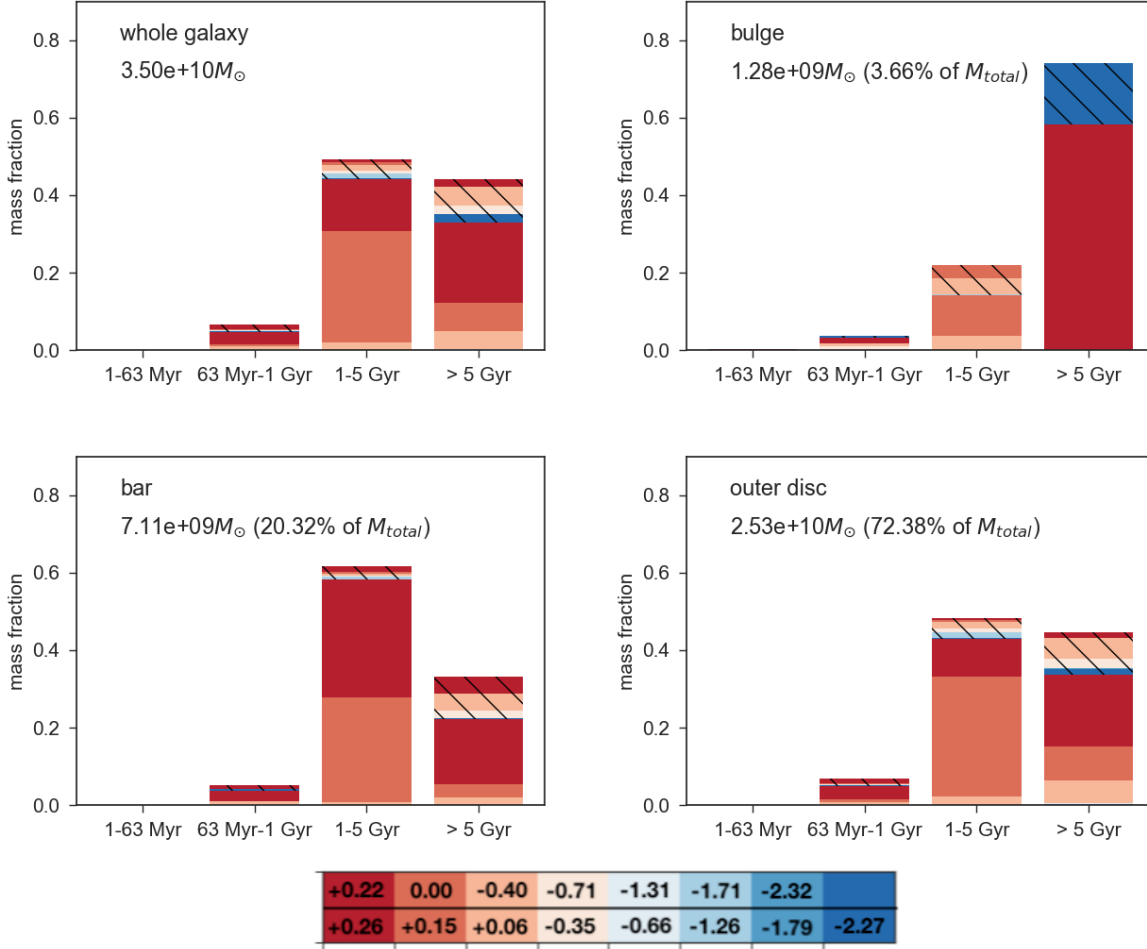 whole galaxy
3.50e+10M⊙
mass fraction
0.8
0.6
0.4
0.2
0.0
1-63 Myr 63 Myr-1 Gyr 1-5 Gyr > 5 Gyr
bulge
1.28e+09M⊙ (3.66% of Mtotal)
mass fraction
0.8
0.6
0.4
0.2
0.0
1-63 Myr 63 Myr-1 Gyr 1-5 Gyr > 5 Gyr
bar
7.11e+09M⊙ (20.32% of Mtotal)
mass fraction
0.8
0.6
0.4
0.2
0.0
1-63 Myr 63 Myr-1 Gyr 1-5 Gyr > 5 Gyr
outer disc
2.53e+10M⊙ (72.38% of Mtotal)
mass fraction
0.8
0.6
0.4
0.2
0.0
1-63 Myr 63 Myr-1 Gyr 1-5 Gyr > 5 Gyr
+0.22 0.00 -0.40 -0.71 -1.31 -1.71 -2.32
+0.26 +0.15 +0.06 -0.35 -0.66 -1.26 -1.79 -2.27